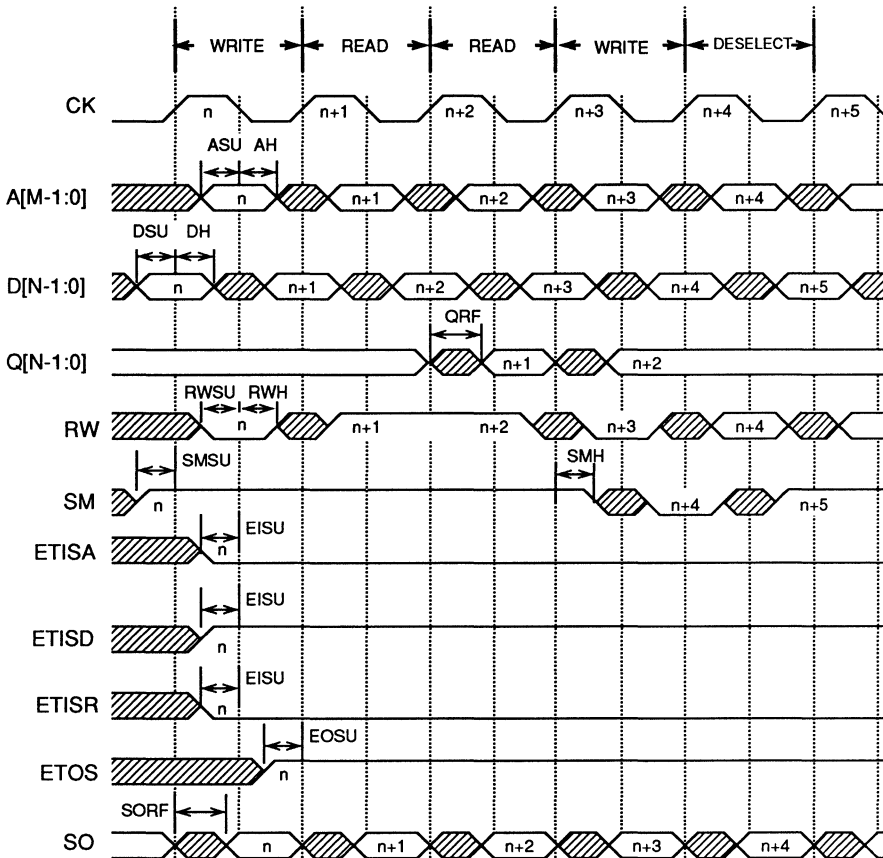 WRITE READ READ WRITE DESELECT
CK n n+1 n+2 n+3 n+4 n+5
ASU AH
A[M-1:0] n n+1 n+2 n+3 n+4
DSU DH
D[N-1:0] n n+1 n+2 n+3 n+4 n+5
QRF
Q[N-1:0] n+1 n+2
RWSU RWH
RW n n+1 n+2 n+3 n+4
SMSU SMH
SM n n+4 n+5
EISU
ETISA n
EISU
ETISD n
EISU
ETISR n
EOSU
ETOS n
SORF
SO n n+1 n+2 n+3 n+4